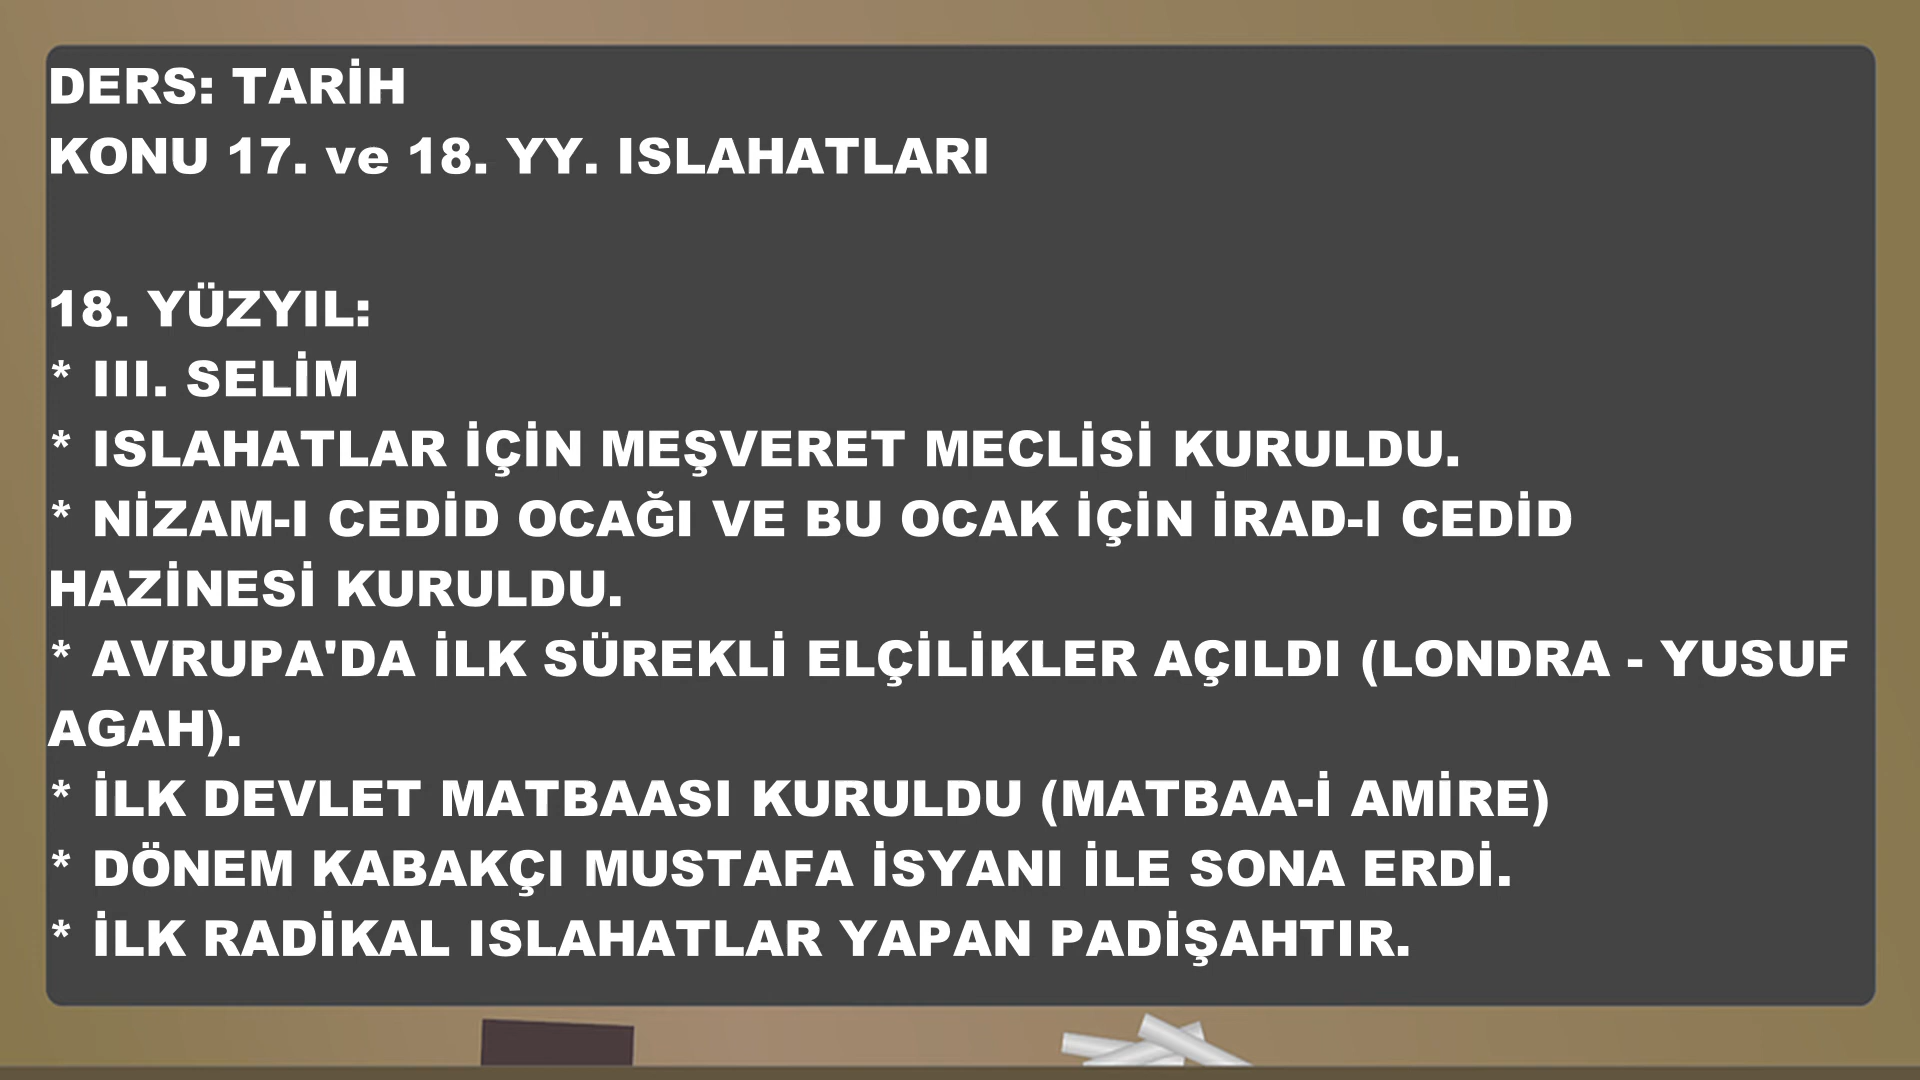 DERS: TARİH
KONU 17. ve 18. YY. ISLAHATLARI
18. YÜZYIL:
* III. SELİM
* ISLAHATLAR İÇİN MEŞVERET MECLİSİ KURULDU.
* NİZAM-I CEDİD OCAĞI VE BU OCAK İÇİN İRAD-I CEDİD
HAZİNESİ KURULDU.
* AVRUPA'DA İLK SÜREKLİ ELÇİLİKLER AÇILDI (LONDRA - YUSUF
AGAH).
* İLK DEVLET MATBAASI KURULDU (MATBAA-İ AMİRE)
* DÖNEM KABAKÇI MUSTAFA İSYANI İLE SONA ERDİ.
* İLK RADİKAL ISLAHATLAR YAPAN PADİŞAHTIR.